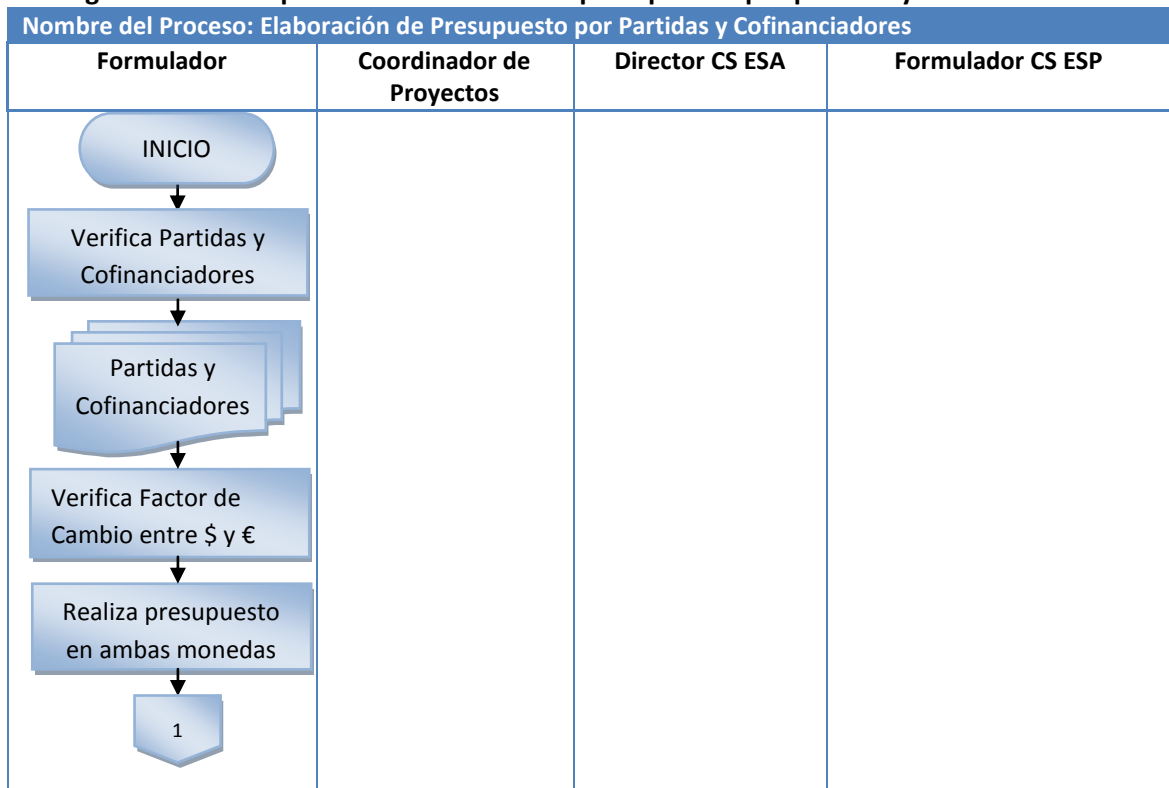 Nombre del Proceso: Elaboración de Presupuesto por Partidas y Cofinanciadores
Formulador
Coordinador de
Proyectos
Director CS ESA
Formulador CS ESP
INICIO
Verifica Partidas y
Cofinanciadores
Partidas y
Cofinanciadores
Verifica Factor de
Cambio entre $ y €
Realiza presupuesto
en ambas monedas
1